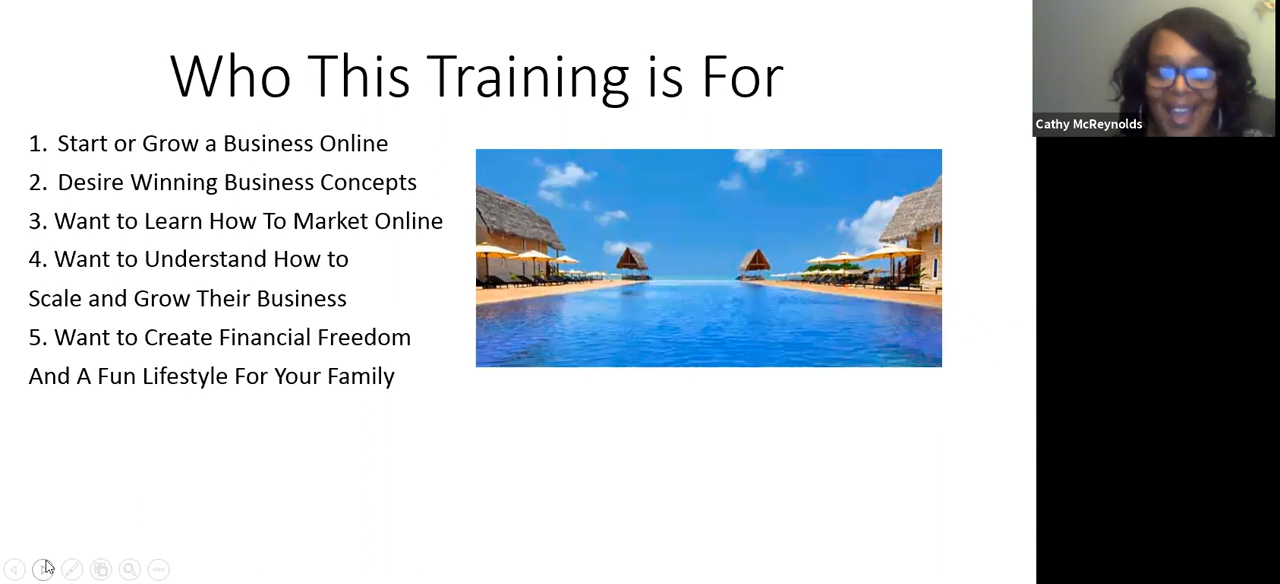 Who This Training is For
1. Start or Grow a Business Online
2. Desire Winning Business Concepts
3. Want to Learn How To Market Online
4. Want to Understand How to
Scale and Grow Their Business
5. Want to Create Financial Freedom
And A Fun Lifestyle For Your Family
Cathy McReynolds